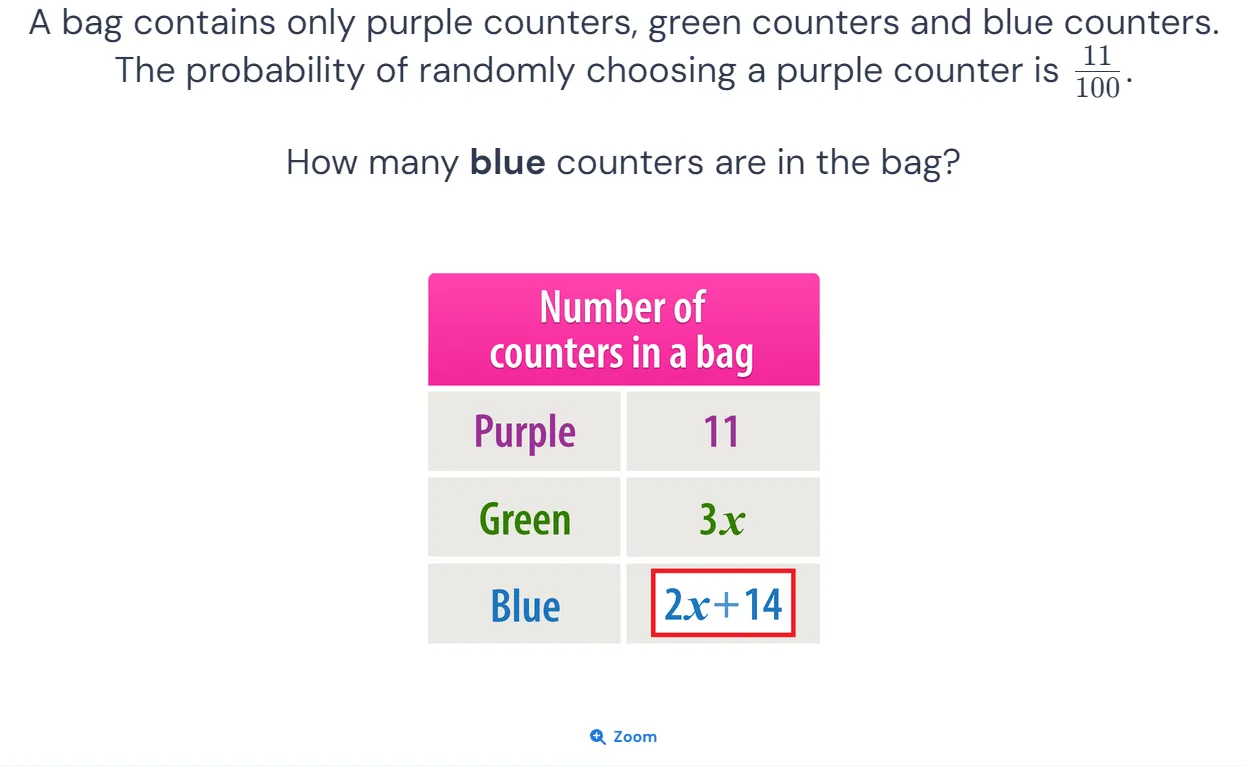 A bag contains only purple counters, green counters and blue counters.
The probability of randomly choosing a purple counter is 11/100.
How many blue counters are in the bag?
Number of
counters in a bag
Purple 11
Green 3x
Blue 2x+14
Zoom